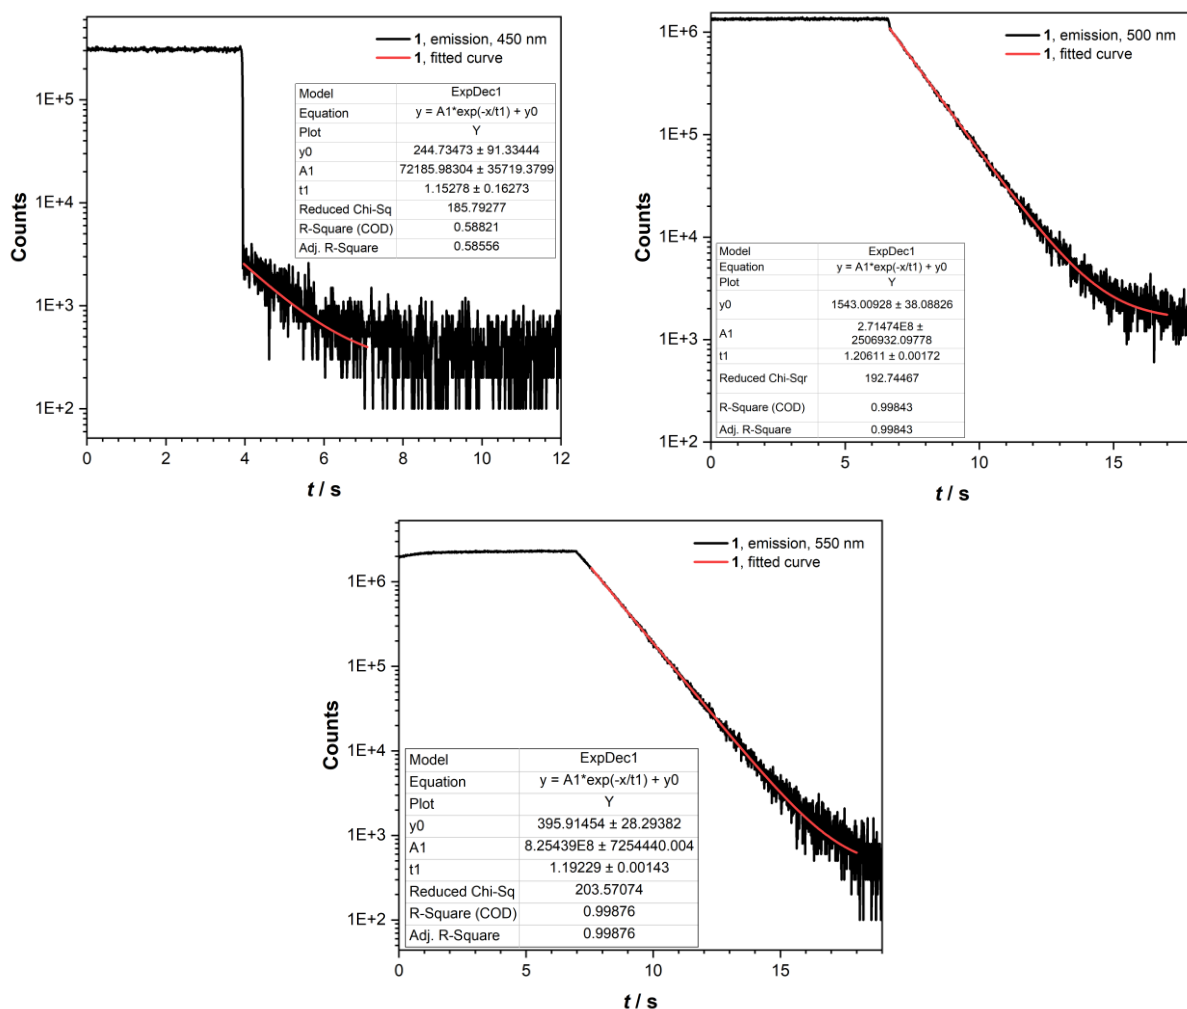 1, emission, 450 nm
1, fitted curve
Model ExpDec1
Equation y = A1*exp(-x/t1) + y0
Plot Y
y0 244.73473 ± 91.33444
A1 72185.98304 ± 35719.3799
t1 1.15278 ± 0.16273
Reduced Chi-Sq 185.79277
R-Square (COD) 0.58821
Adj. R-Square 0.58556
1E+5
1E+4
1E+3
1E+2
Counts
0 2 4 6 8 10 12
t / s
1, emission, 500 nm
1, fitted curve
1E+6
1E+5
1E+4
1E+3
1E+2
Counts
Model ExpDec1
Equation y = A1*exp(-x/t1) + y0
Plot Y
y0 1543.00928 ± 38.08826
A1 2.71474E8 ±
2506932.09778
t1 1.20611 ± 0.00172
Reduced Chi-Sqr 192.74467
R-Square (COD) 0.99843
Adj. R-Square 0.99843
0 5 10 15
t / s
1, emission, 550 nm
1, fitted curve
1E+6
1E+5
1E+4
1E+3
1E+2
Counts
Model ExpDec1
Equation y = A1*exp(-x/t1) + y0
Plot Y
y0 395.91454 ± 28.29382
A1 8.25439E8 ± 7254440.004
t1 1.19229 ± 0.00143
Reduced Chi-Sq 203.57074
R-Square (COD) 0.99876
Adj. R-Square 0.99876
0 5 10 15
t / s